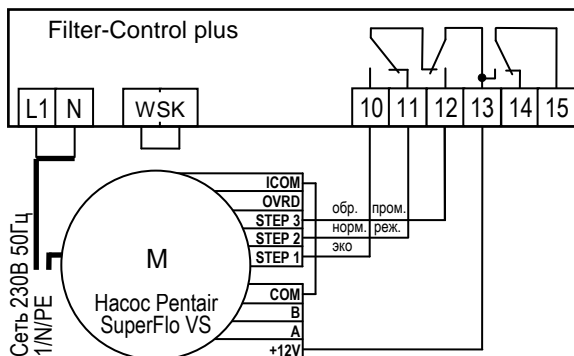 Filter-Control plus
L1 N WSK 10 11 12 13 14 15
ICOM
OVRD
STEP 3 обр. пром.
STEP 2 норм. реж.
STEP 1 эко
M
Насос Pentair
SuperFlo VS
COM
B
A
+12V
Сеть 230В 50Гц
1/N/PE